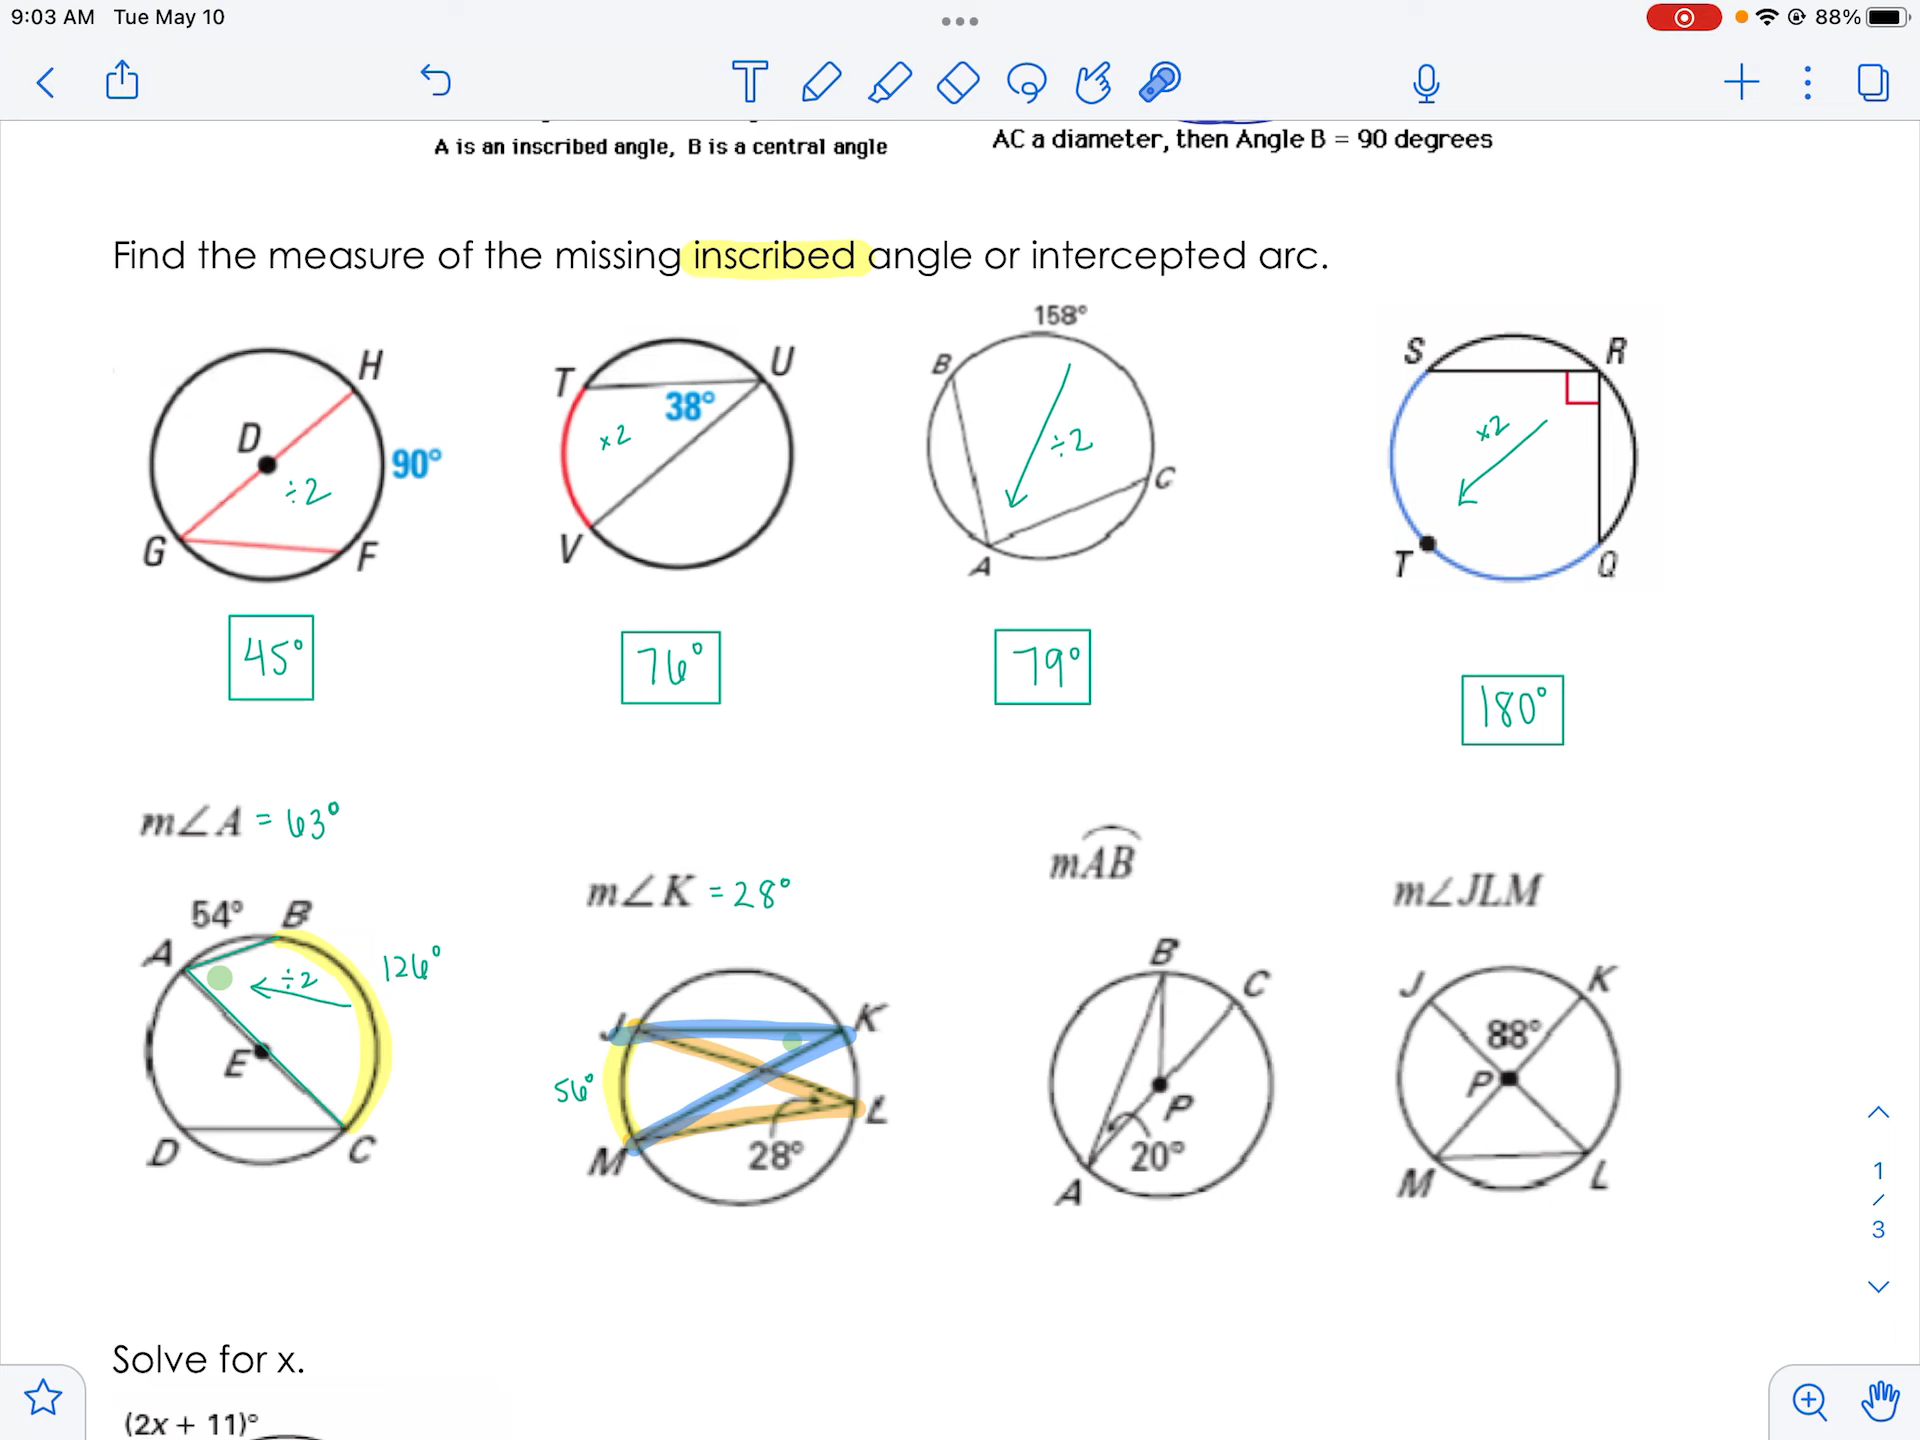 9:03 AM Tue May 10
88%
A is an inscribed angle, B is a central angle
AC a diameter, then Angle B = 90 degrees
Find the measure of the missing inscribed angle or intercepted arc.
H
D
90°
÷2
G
F
45°
T
U
38°
×2
V
76°
158°
B
÷2
C
A
79°
S
R
×2
T
Q
180°
m∠A = 63°
54°
B
A
÷2
126°
E
D
C
m∠K = 28°
J
K
56°
L
M
28°
mAB
B
C
P
20°
A
m∠JLM
J
K
88°
P
M
L
1
/
3
Solve for x.
(2x + 11)°